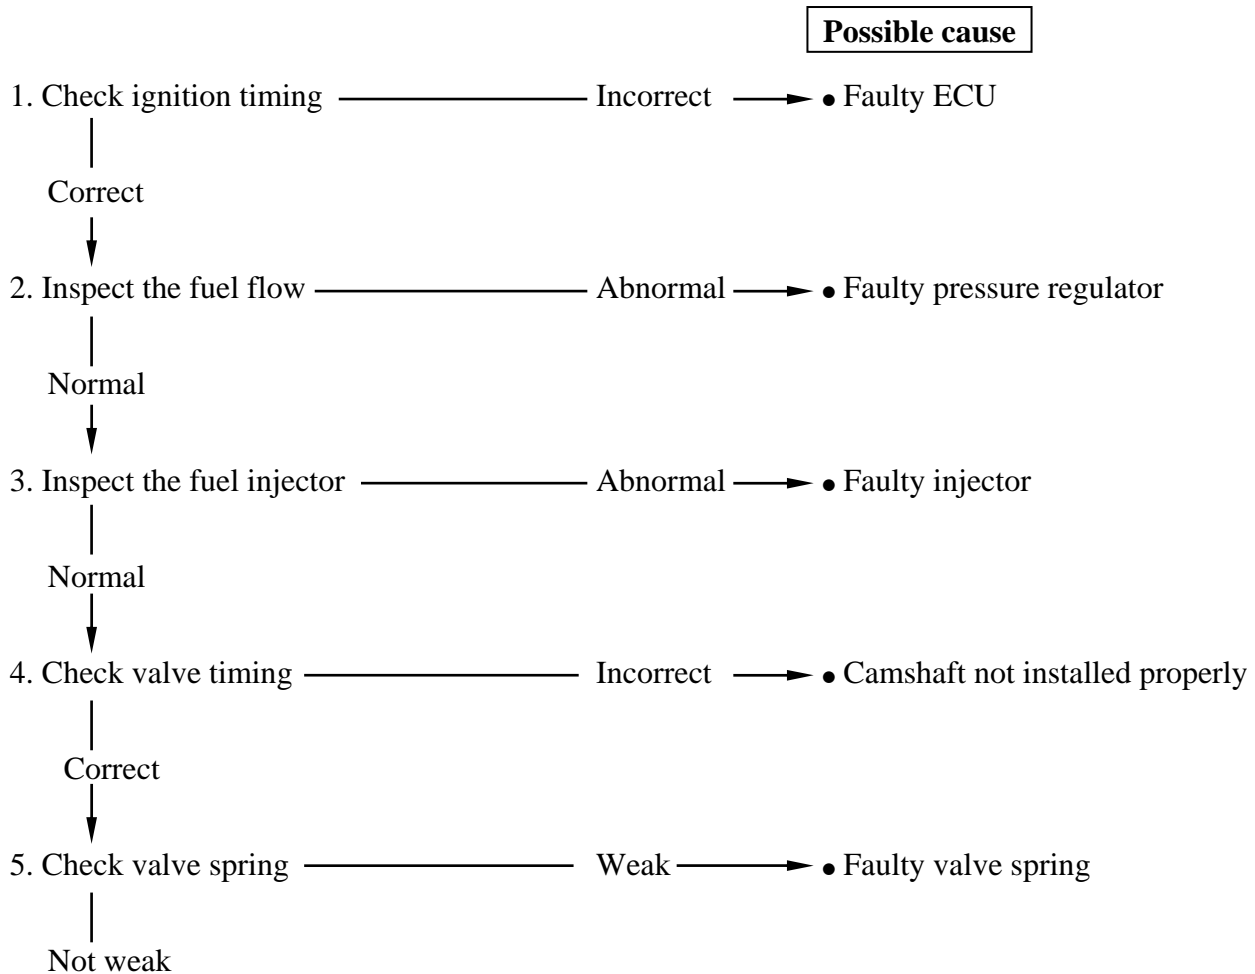 Possible cause
1. Check ignition timing Incorrect • Faulty ECU
Correct
2. Inspect the fuel flow Abnormal • Faulty pressure regulator
Normal
3. Inspect the fuel injector Abnormal • Faulty injector
Normal
4. Check valve timing Incorrect • Camshaft not installed properly
Correct
5. Check valve spring Weak • Faulty valve spring
Not weak